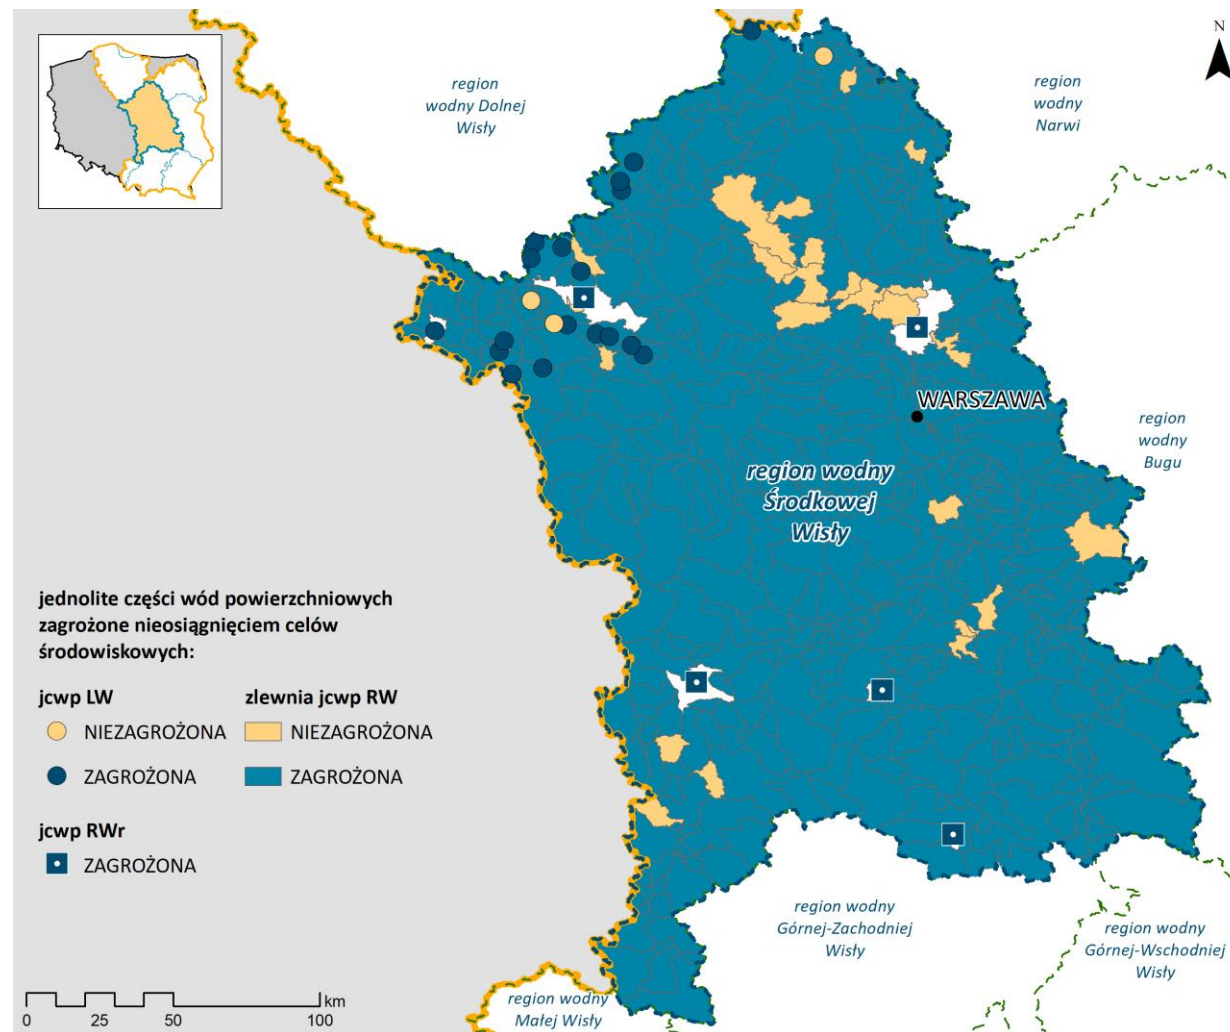 N
region
wodny Dolnej
Wisły
region
wodny
Narwi
WARSZAWA
region
wodny
Bugu
region wodny
Środkowej
Wisły
jednolite części wód powierzchniowych
zagrożone nieosiągnięciem celów
środowiskowych:
jcwp LW
zlewnia jcwp RW
NIEZAGROŻONA
NIEZAGROŻONA
ZAGROŻONA
ZAGROŻONA
jcwp RWr
ZAGROŻONA
region wodny
Górnej-Zachodniej
Wisły
region wodny
Górnej-Wschodniej
Wisły
region wodny
Małej Wisły
km
0 25 50 100